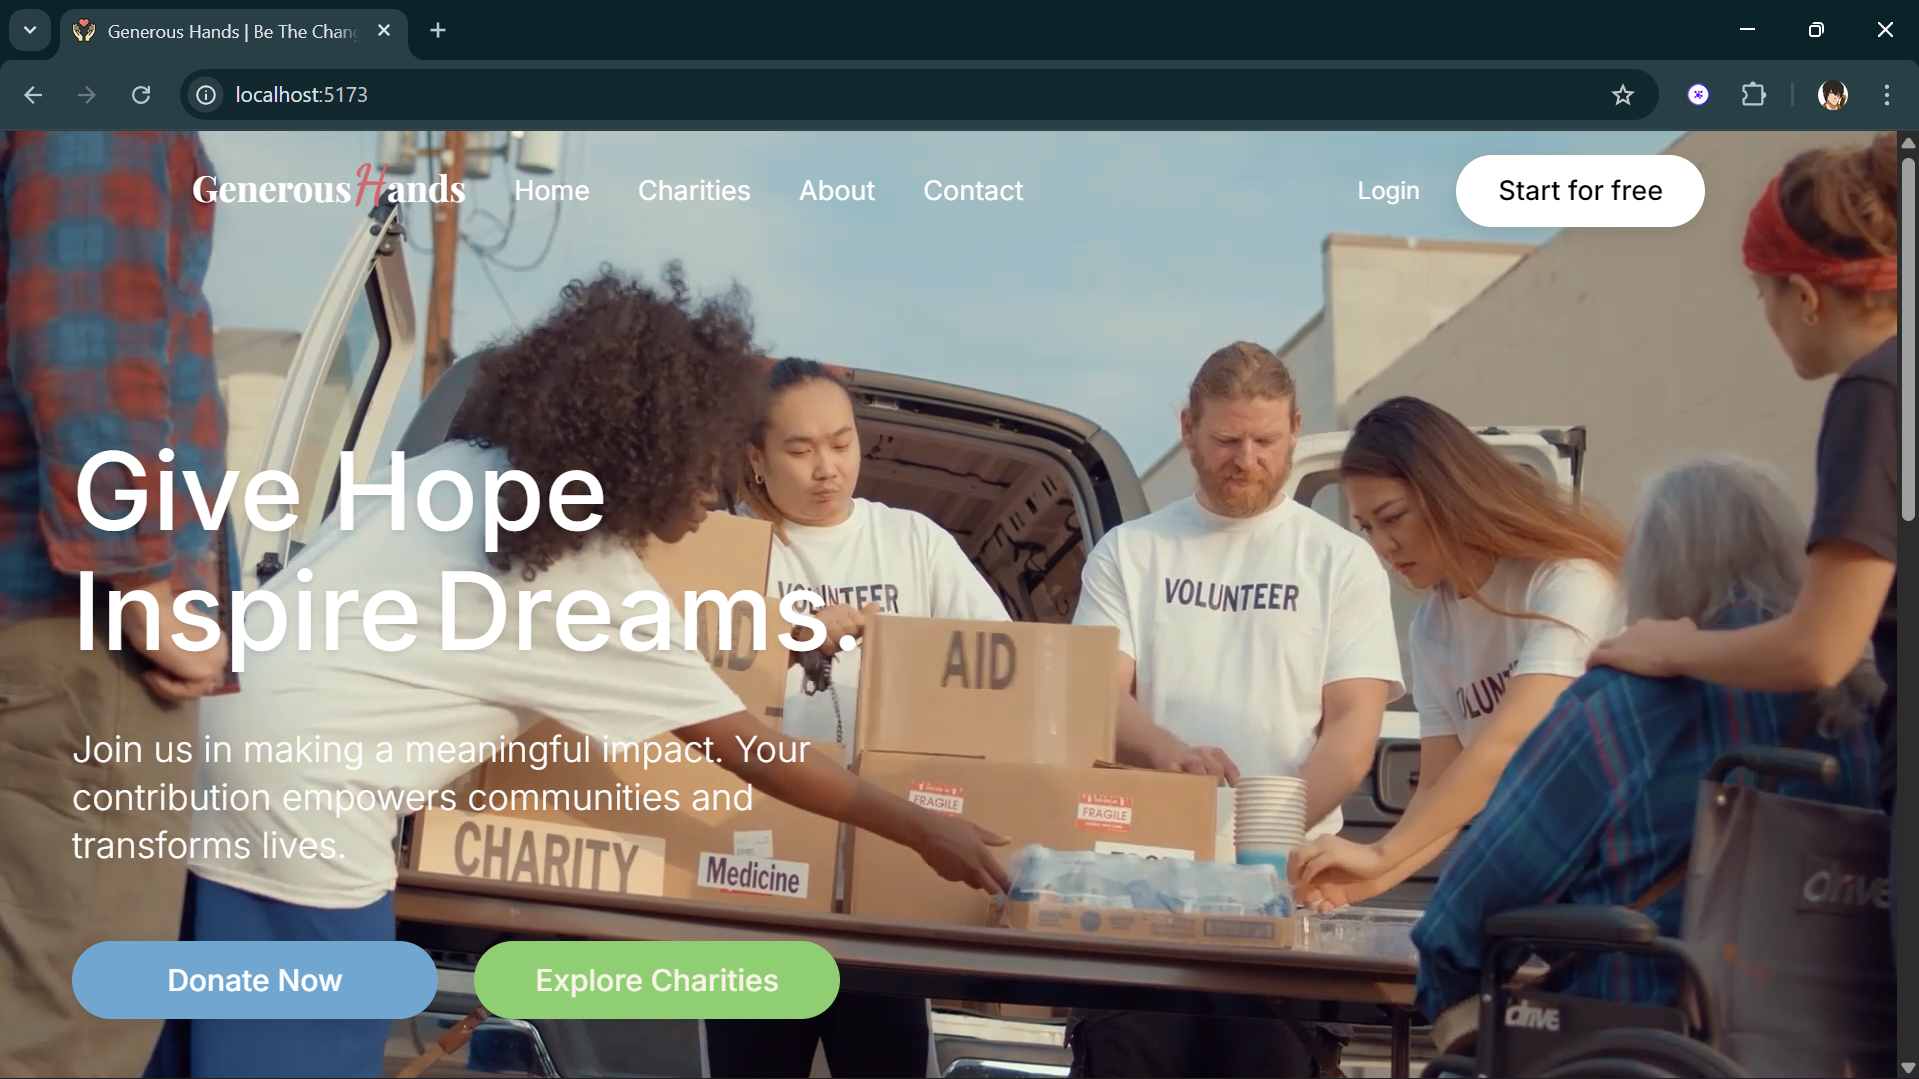 Generous Hands | Be The Chan
localhost:5173
GenerousHands
Home
Charities
About
Contact
Login
Start for free
Give Hope
Inspire Dreams.
VOLUNTEER
VOLUNTEER
AID
Join us in making a meaningful impact. Your
contribution empowers communities and
transforms lives.
FRAGILE
FRAGILE
CHARITY
Medicine
drive
drive
Donate Now
Explore Charities